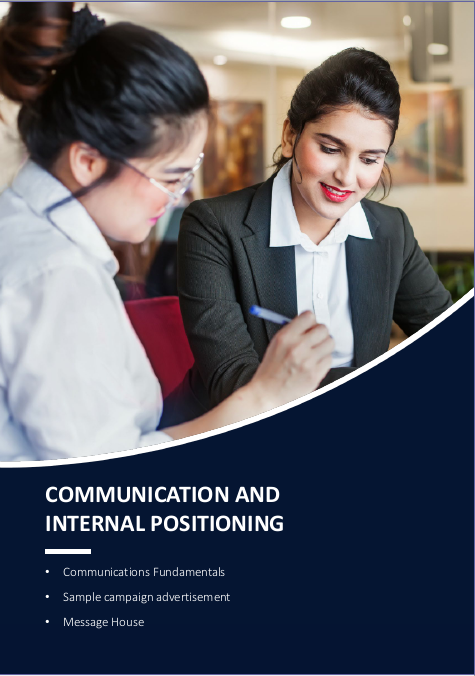 COMMUNICATION AND
INTERNAL POSITIONING
• Communications Fundamentals
• Sample campaign advertisement
• Message House